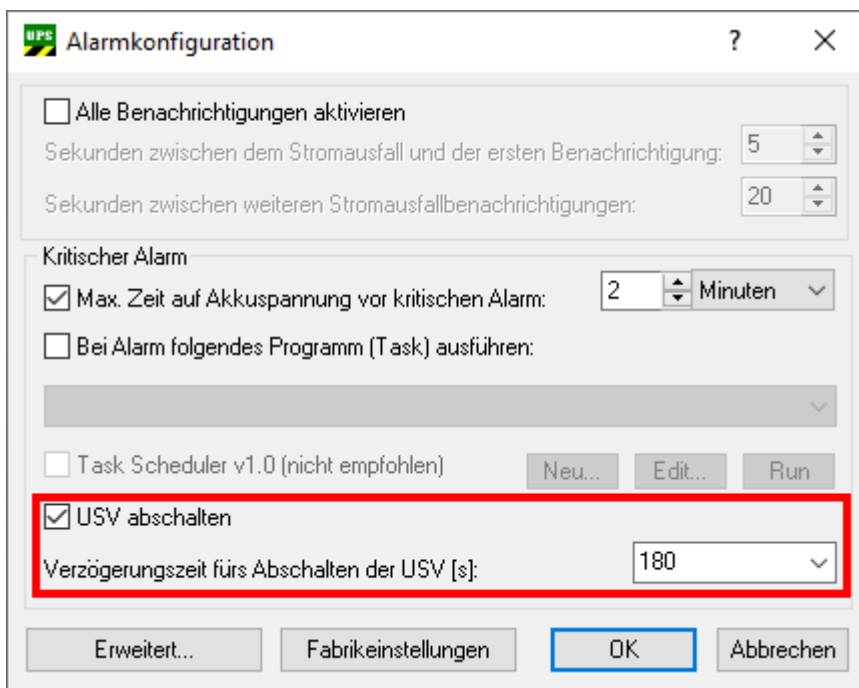 UPS Alarmkonfiguration ?
Alle Benachrichtigungen aktivieren
Sekunden zwischen dem Stromausfall und der ersten Benachrichtigung: 5
Sekunden zwischen weiteren Stromausfallbenachrichtigungen: 20
Kritischer Alarm
Max. Zeit auf Akkuspannung vor kritischen Alarm: 2 Minuten
Bei Alarm folgendes Programm (Task) ausführen:
Task Scheduler v1.0 (nicht empfohlen) Neu... Edit... Run
USV abschalten
Verzögerungszeit fürs Abschalten der USV [s]: 180
Erweitert... Fabrikeinstellungen OK Abbrechen